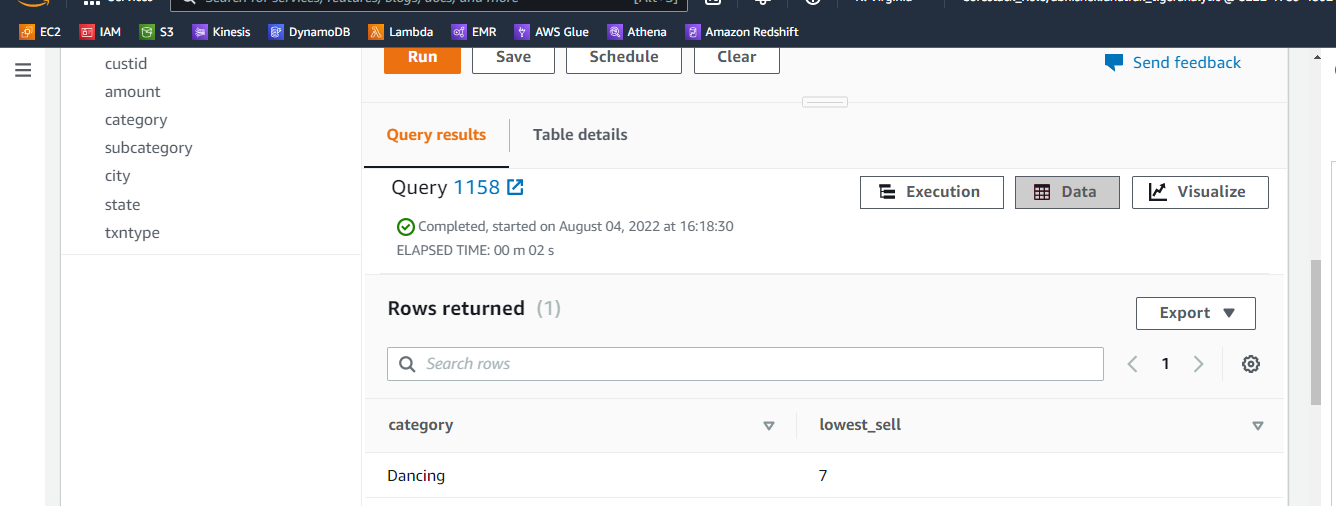 EC2 IAM S3 Kinesis DynamoDB Lambda EMR AWS Glue Athena Amazon Redshift
Run Save Schedule Clear Send feedback
custid
amount
category
subcategory
city
state
txntype
Query results Table details
Query 1158 Execution Data Visualize
Completed, started on August 04, 2022 at 16:18:30
ELAPSED TIME: 00 m 02 s
Rows returned (1)
Export
Search rows 1
category lowest_sell
Dancing 7